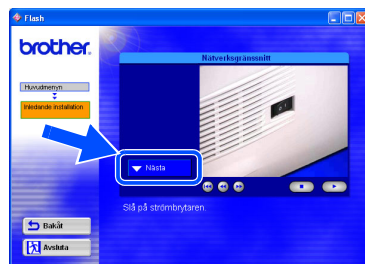 Flash
brother.
Nätverksgränssnitt
Huvudmenyn
Inledande installation
Nästa
Slå på strömbrytaren.
Bakåt
Avsluta